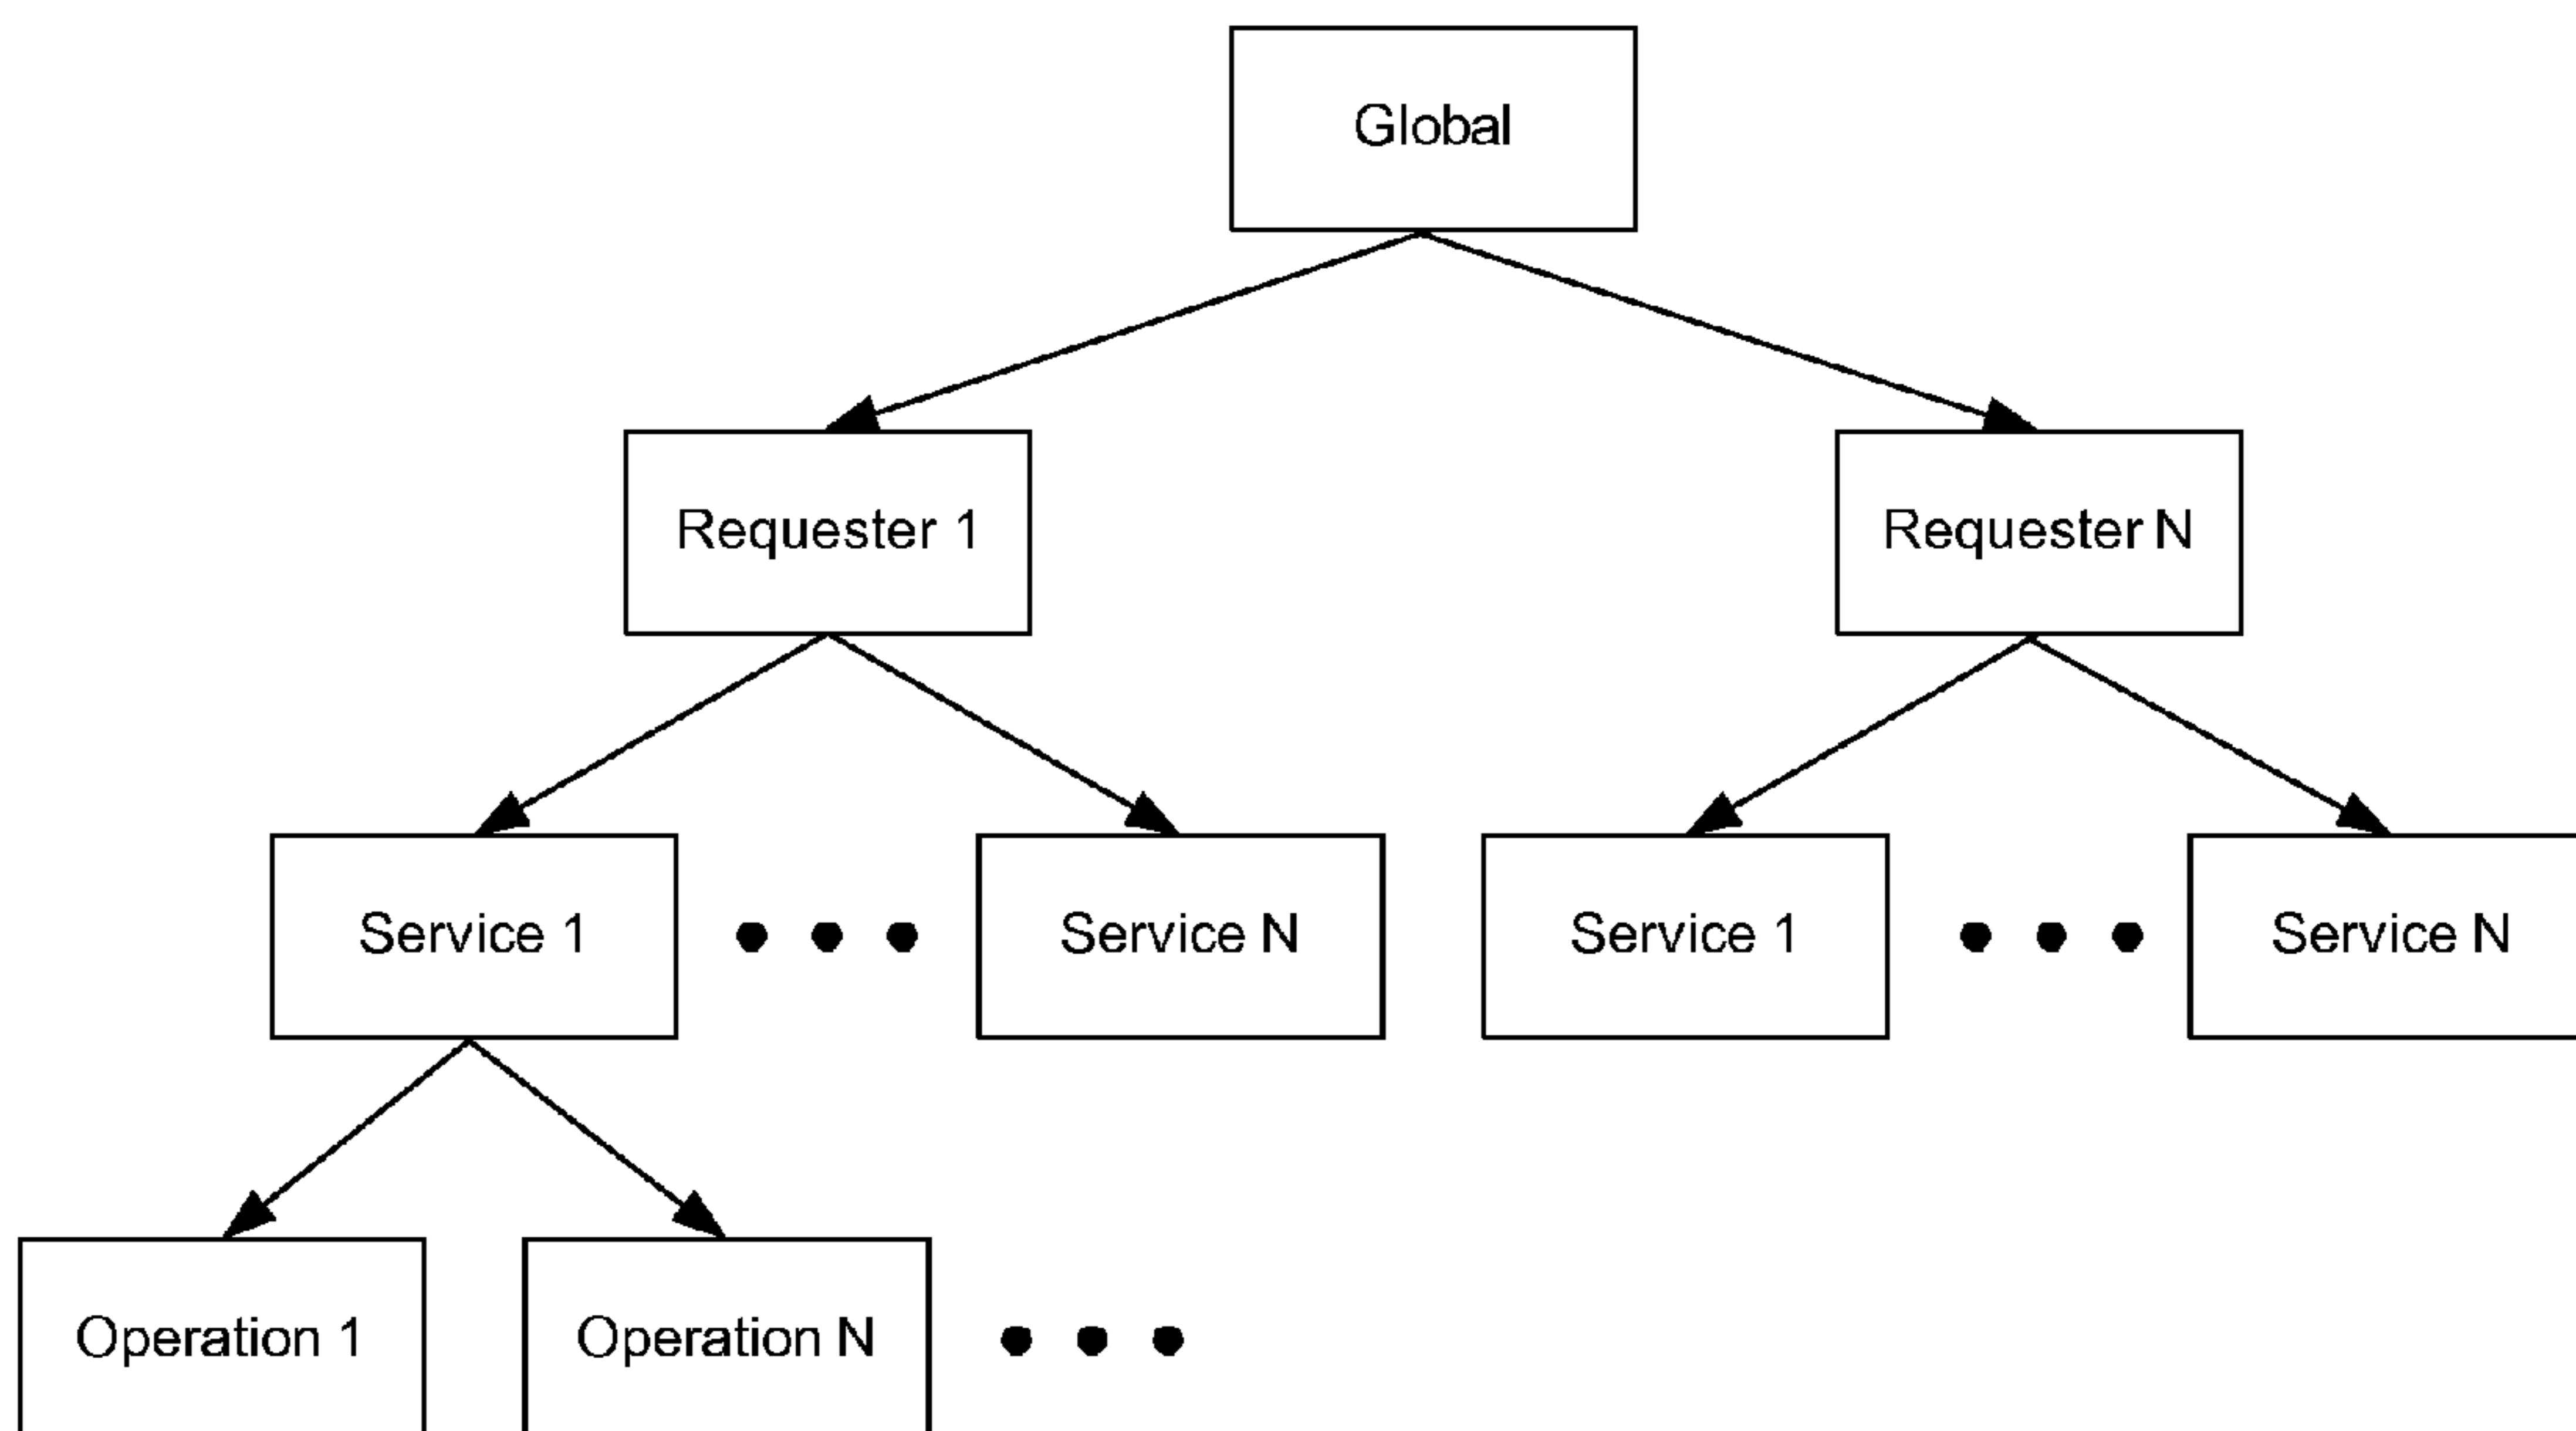 Global
Requester 1
Requester N
Service 1
Service N
Service 1
Service N
Operation 1
Operation N